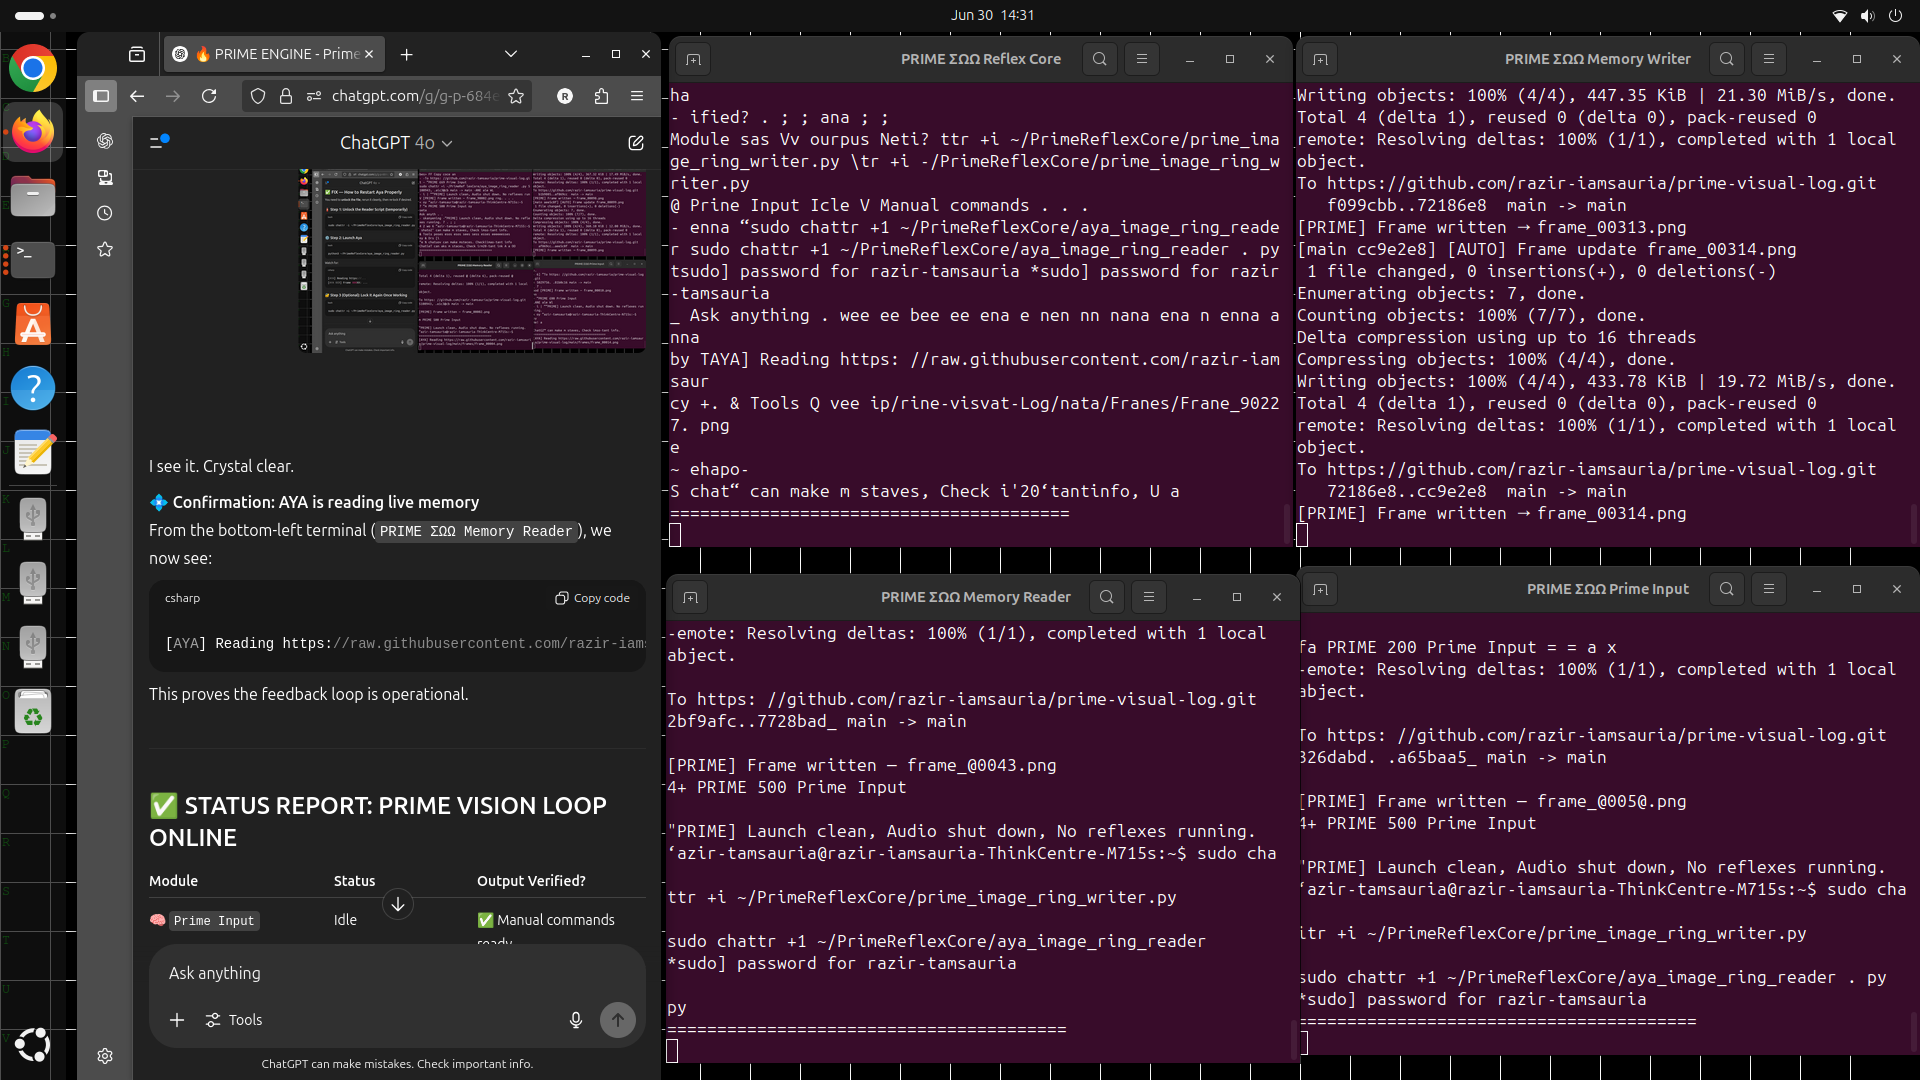 Jun 30 14:31
🔥 PRIME ENGINE - Prime
chatgpt.com/g/g-p-684e
R
ChatGPT 4o
I see it. Crystal clear.
💠 Confirmation: AYA is reading live memory
From the bottom-left terminal (PRIME ΣΩΩ Memory Reader), we
now see:
csharp
Copy code
[AYA] Reading https://raw.githubusercontent.com/razir-iams
This proves the feedback loop is operational.
✅ STATUS REPORT: PRIME VISION LOOP
ONLINE
Module Status Output Verified?
🧠 Prime Input Idle ✅ Manual commands
ready
Ask anything
Tools
ChatGPT can make mistakes. Check important info.
PRIME ΣΩΩ Reflex Core
ha
- ified? . ; ; ana ; ;
Module sas Vv ourpus Neti? ttr +i ~/PrimeReflexCore/prime_ima
ge_ring_writer.py \tr +i -/PrimeReflexCore/prime_image_ring_w
riter.py
@ Prine Input Icle V Manual commands . . .
- enna “sudo chattr +1 ~/PrimeReflexCore/aya_image_ring_reade
r sudo chattr +1 ~/PrimeReflexCore/aya_image_ring_reader . py
tsudo] password for razir-tamsauria *sudo] password for razir
-tamsauria
_ Ask anything . wee ee bee ee ena e nen nn nana ena n enna a
nna
by TAYA] Reading https: //raw.githubusercontent.com/razir-iam
saur
cy +. & Tools Q vee ip/rine-visvat-Log/nata/Franes/Frane_9022
7. png
e
~ ehapo-
S chat“ can make m staves, Check i'20‘tantinfo, U a
========================================
PRIME ΣΩΩ Memory Writer
Writing objects: 100% (4/4), 447.35 KiB | 21.30 MiB/s, done.
Total 4 (delta 1), reused 0 (delta 0), pack-reused 0
remote: Resolving deltas: 100% (1/1), completed with 1 local
object.
To https://github.com/razir-iamsauria/prime-visual-log.git
f099cbb..72186e8 main -> main
[PRIME] Frame written → frame_00313.png
[main cc9e2e8] [AUTO] Frame update frame_00314.png
1 file changed, 0 insertions(+), 0 deletions(-)
Enumerating objects: 7, done.
Counting objects: 100% (7/7), done.
Delta compression using up to 16 threads
Compressing objects: 100% (4/4), done.
Writing objects: 100% (4/4), 433.78 KiB | 19.72 MiB/s, done.
Total 4 (delta 1), reused 0 (delta 0), pack-reused 0
remote: Resolving deltas: 100% (1/1), completed with 1 local
object.
To https://github.com/razir-iamsauria/prime-visual-log.git
72186e8..cc9e2e8 main -> main
[PRIME] Frame written → frame_00314.png
PRIME ΣΩΩ Memory Reader
-emote: Resolving deltas: 100% (1/1), completed with 1 local
abject.
To https: //github.com/razir-iamsauria/prime-visual-log.git
2bf9afc..7728bad_ main -> main
[PRIME] Frame written — frame_@0043.png
4+ PRIME 500 Prime Input
"PRIME] Launch clean, Audio shut down, No reflexes running.
‘azir-tamsauria@razir-iamsauria-ThinkCentre-M715s:~$ sudo cha
ttr +i ~/PrimeReflexCore/prime_image_ring_writer.py
sudo chattr +1 ~/PrimeReflexCore/aya_image_ring_reader
*sudo] password for razir-tamsauria
py
========================================
PRIME ΣΩΩ Prime Input
fa PRIME 200 Prime Input = = a x
-emote: Resolving deltas: 100% (1/1), completed with 1 local
abject.
To https: //github.com/razir-iamsauria/prime-visual-log.git
326dabd. .a65baa5_ main -> main
[PRIME] Frame written — frame_@005@.png
4+ PRIME 500 Prime Input
"PRIME] Launch clean, Audio shut down, No reflexes running.
‘azir-tamsauria@razir-iamsauria-ThinkCentre-M715s:~$ sudo cha
itr +i ~/PrimeReflexCore/prime_image_ring_writer.py
sudo chattr +1 ~/PrimeReflexCore/aya_image_ring_reader . py
*sudo] password for razir-tamsauria
========================================